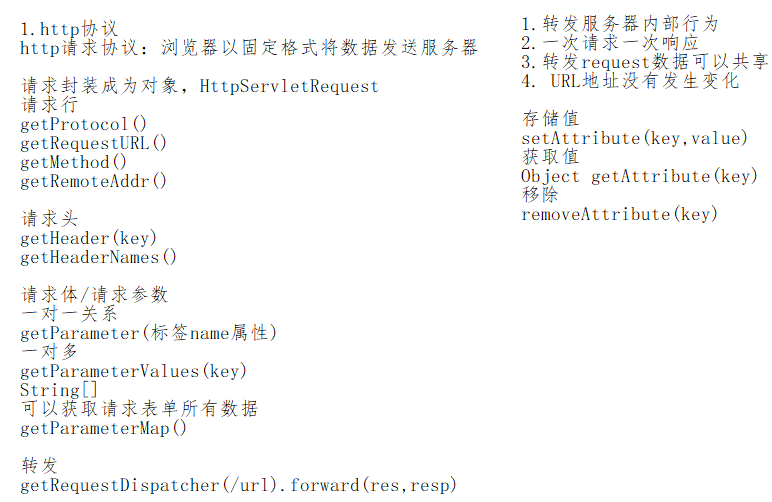 1.http协议
http请求协议: 浏览器以固定格式将数据发送服务器
请求封装成为对象, HttpServletRequest
请求行
getProtocol()
getRequestURL()
getMethod()
getRemoteAddr()
请求头
getHeader(key)
getHeaderNames()
请求体/请求参数
一对一关系
getParameter(标签name属性)
一对多
getParameterValues(key)
String[]
可以获取请求表单所有数据
getParameterMap()
转发
getRequestDispatcher(/url).forward(res,resp)
1.转发服务器内部行为
2.一次请求一次响应
3.转发request数据可以共享
4. URL地址没有发生变化
存储值
setAttribute(key,value)
获取值
Object getAttribute(key)
移除
removeAttribute(key)